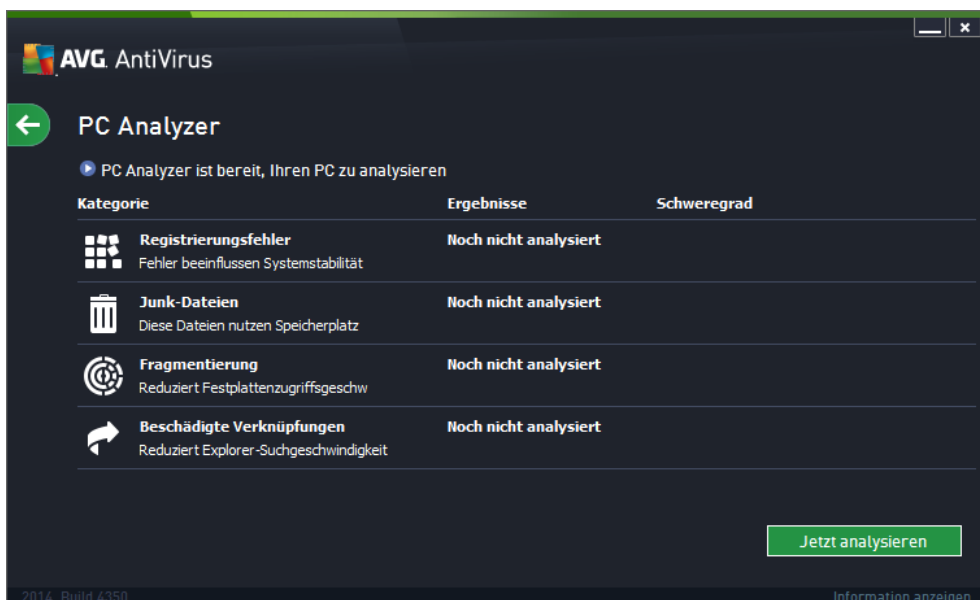 AVG. AntiVirus
PC Analyzer
PC Analyzer ist bereit, Ihren PC zu analysieren
Kategorie Ergebnisse Schweregrad
Registrierungsfehler Noch nicht analysiert
Fehler beeinflussen Systemstabilität
Junk-Dateien Noch nicht analysiert
Diese Dateien nutzen Speicherplatz
Fragmentierung Noch nicht analysiert
Reduziert Festplattenzugriffsgeschw
Beschädigte Verknüpfungen Noch nicht analysiert
Reduziert Explorer-Suchgeschwindigkeit
Jetzt analysieren
2014. Build 4350 Information anzeigen